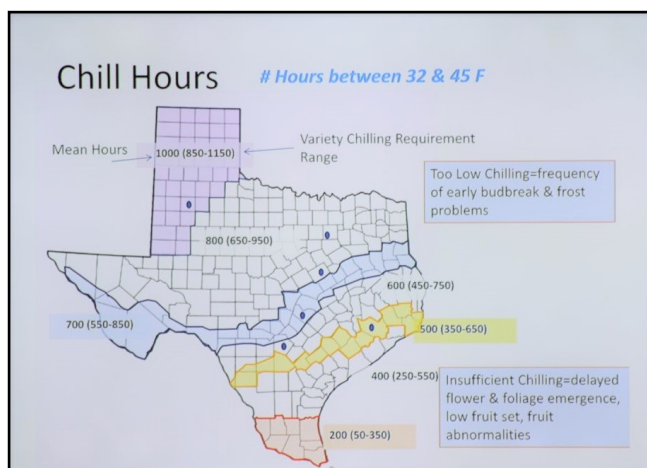 Chill Hours
# Hours between 32 & 45 F
Mean Hours
1000 (850-1150)
Variety Chilling Requirement
Range
Too Low Chilling=frequency
of early budbreak & frost
problems
800 (650-950)
600 (450-750)
700 (550-850)
500 (350-650)
400 (250-550)
Insufficient Chilling=delayed
flower & foliage emergence,
low fruit set, fruit
abnormalities
200 (50-350)